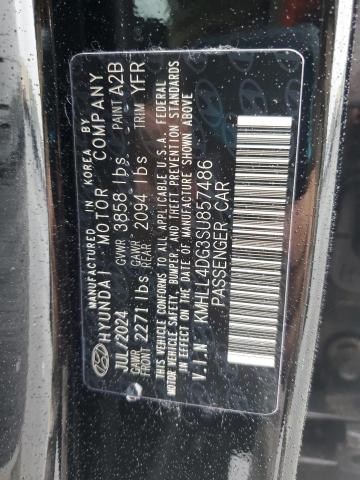 MANUFACTURED IN KOREA BY
HYUNDAI MOTOR COMPANY
JUL/2024 GVWR 3858 lbs PAINT A2B
GAWR FRONT 2271 lbs GAWR REAR 2094 lbs TRIM YFR
THIS VEHICLE CONFORMS TO ALL APPLICABLE U.S.A. FEDERAL
MOTOR VEHICLE SAFETY, BUMPER, AND THEFT PREVENTION STANDARDS
IN EFFECT ON THE DATE OF MANUFACTURE SHOWN ABOVE
V.I.N KMHLL4DG3SU857486
PASSENGER CAR